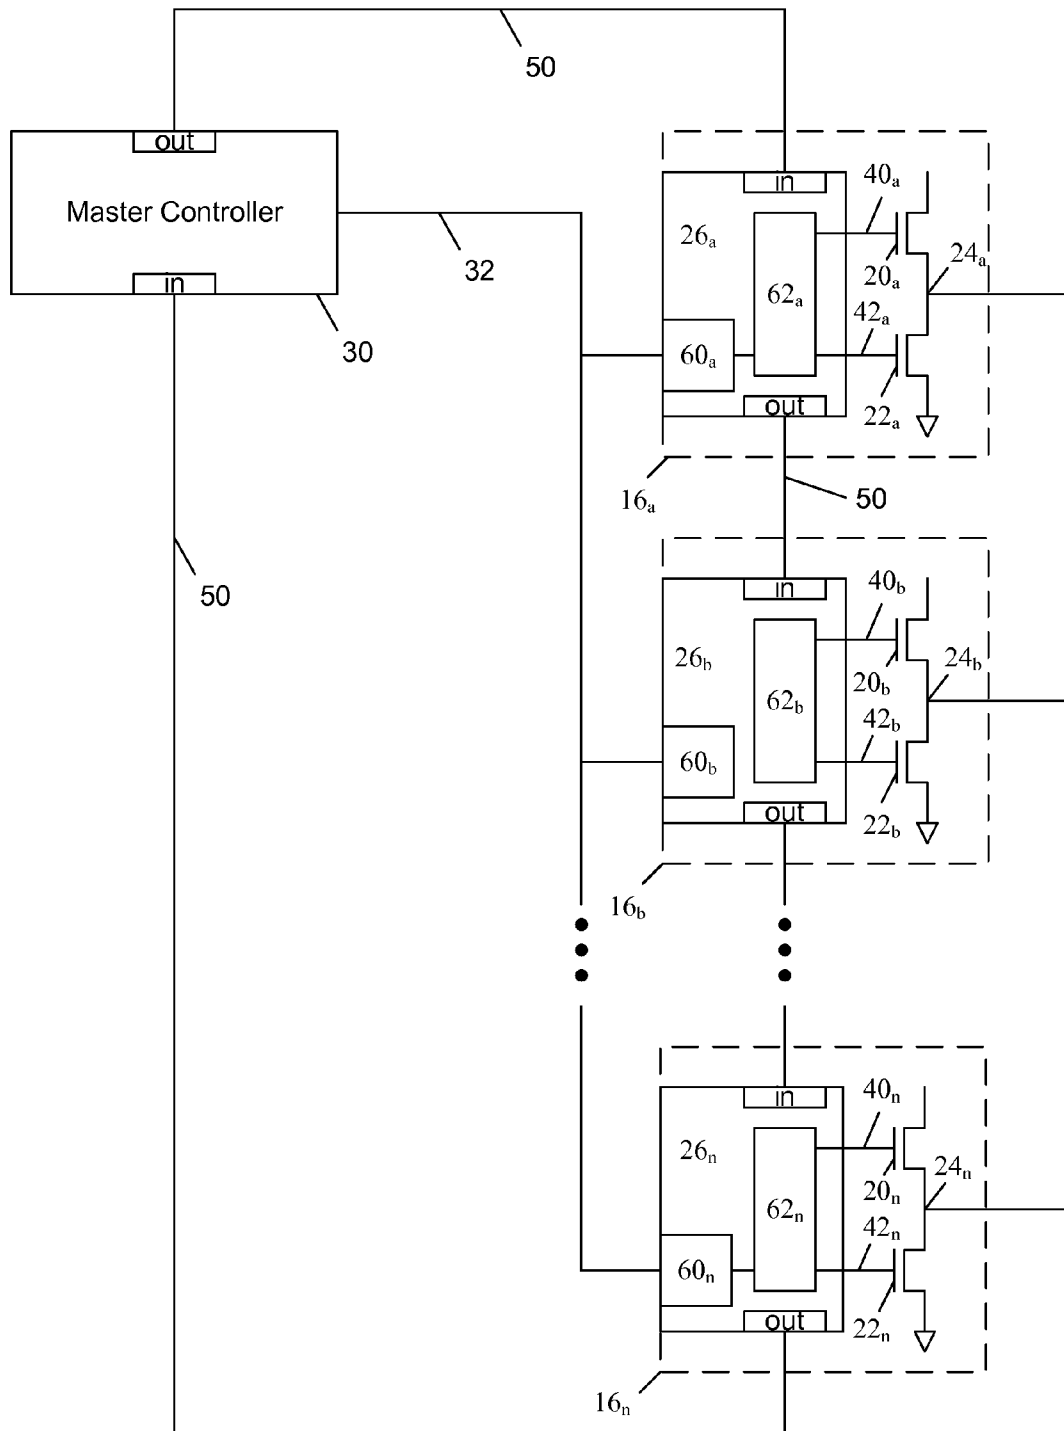 50
out
Master Controller
in
30
32
in
40ₐ
26ₐ
20ₐ
24ₐ
62ₐ
42ₐ
60ₐ
out
22ₐ
16ₐ
50
50
in
40b
26b
20b
24b
62b
42b
60b
out
22b
16b
in
40ₙ
26ₙ
20ₙ
24ₙ
62ₙ
42ₙ
60ₙ
out
22ₙ
16ₙ